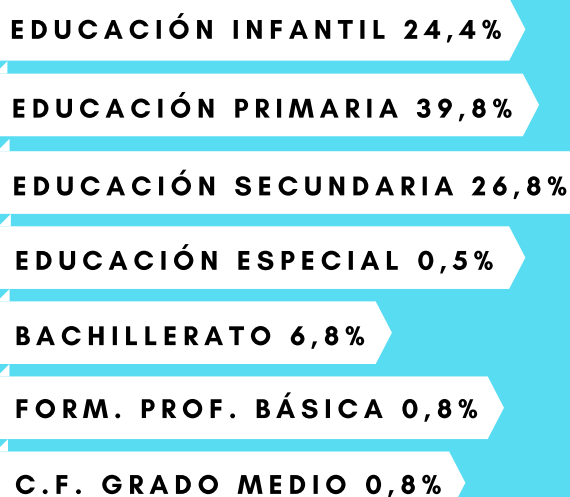 EDUCACIÓN INFANTIL 24,4%
EDUCACIÓN PRIMARIA 39,8%
EDUCACIÓN SECUNDARIA 26,8%
EDUCACIÓN ESPECIAL 0,5%
BACHILLERATO 6,8%
FORM. PROF. BÁSICA 0,8%
C.F. GRADO MEDIO 0,8%